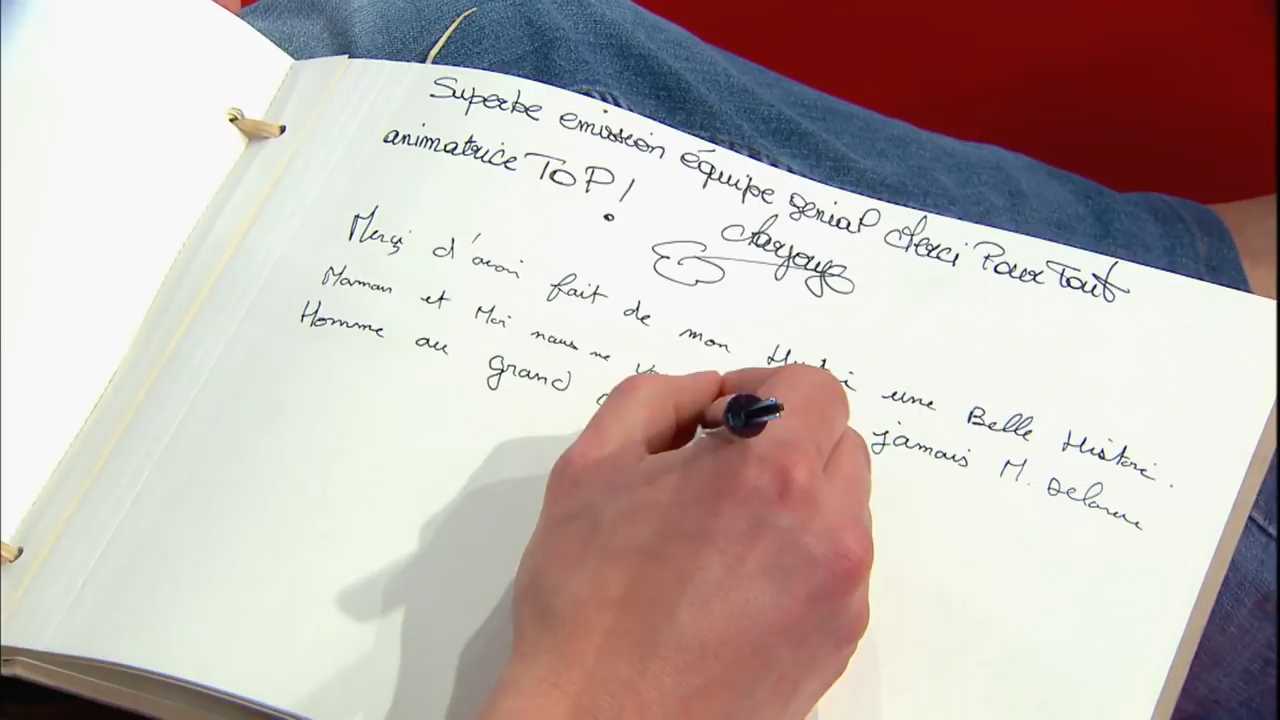 Superbe emission équipe genial Merci Pour Tout
animatrice TOP!
Merçi d'avoir fait de mon une Belle Histoire.
Maman et Moi nous ne jamais M. Delarue
Homme au grand